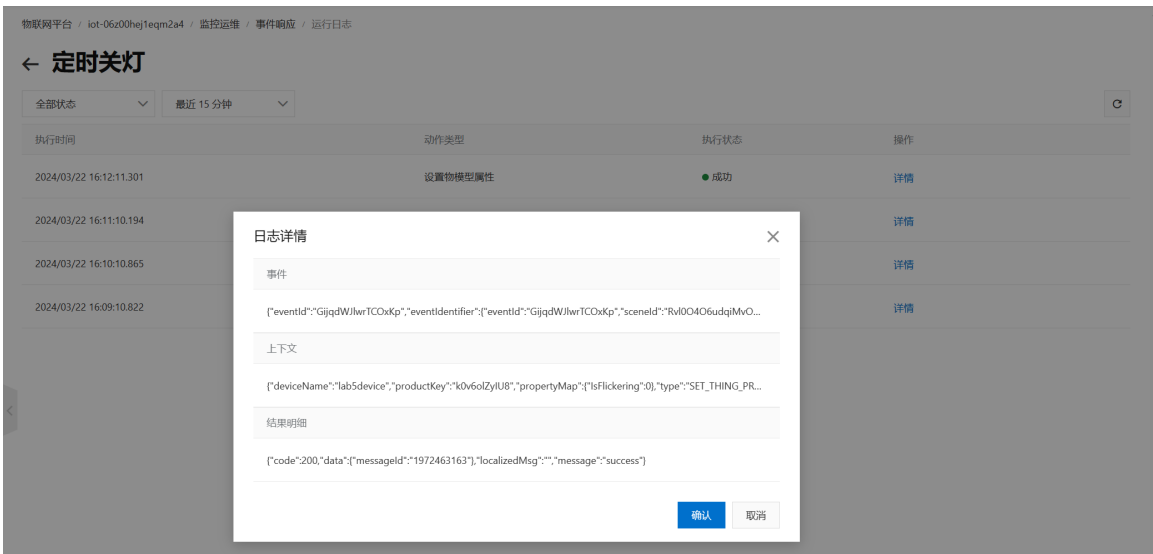 物联网平台 / iot-06z00hej1eqm2a4 / 监控运维 / 事件响应 / 运行日志
← 定时关灯
全部状态 最近 15 分钟
执行时间 动作类型 执行状态 操作
2024/03/22 16:12:11.301 设置物模型属性 成功 详情
2024/03/22 16:11:10.194 详情
2024/03/22 16:10:10.865 详情
2024/03/22 16:09:10.822 详情
日志详情
事件
{"eventId":"GijqdWJlwrTCOxKp","eventIdentifier":{"eventId":"GijqdWJlwrTCOxKp","sceneId":"Rvl0O4O6udqiMvO...
上下文
{"deviceName":"lab5device","productKey":"k0v6olZyIU8","propertyMap":{"IsFlickering":0},"type":"SET_THING_PR...
结果明细
{"code":200,"data":{"messageId":"1972463163"},"localizedMsg":"","message":"success"}
确认 取消